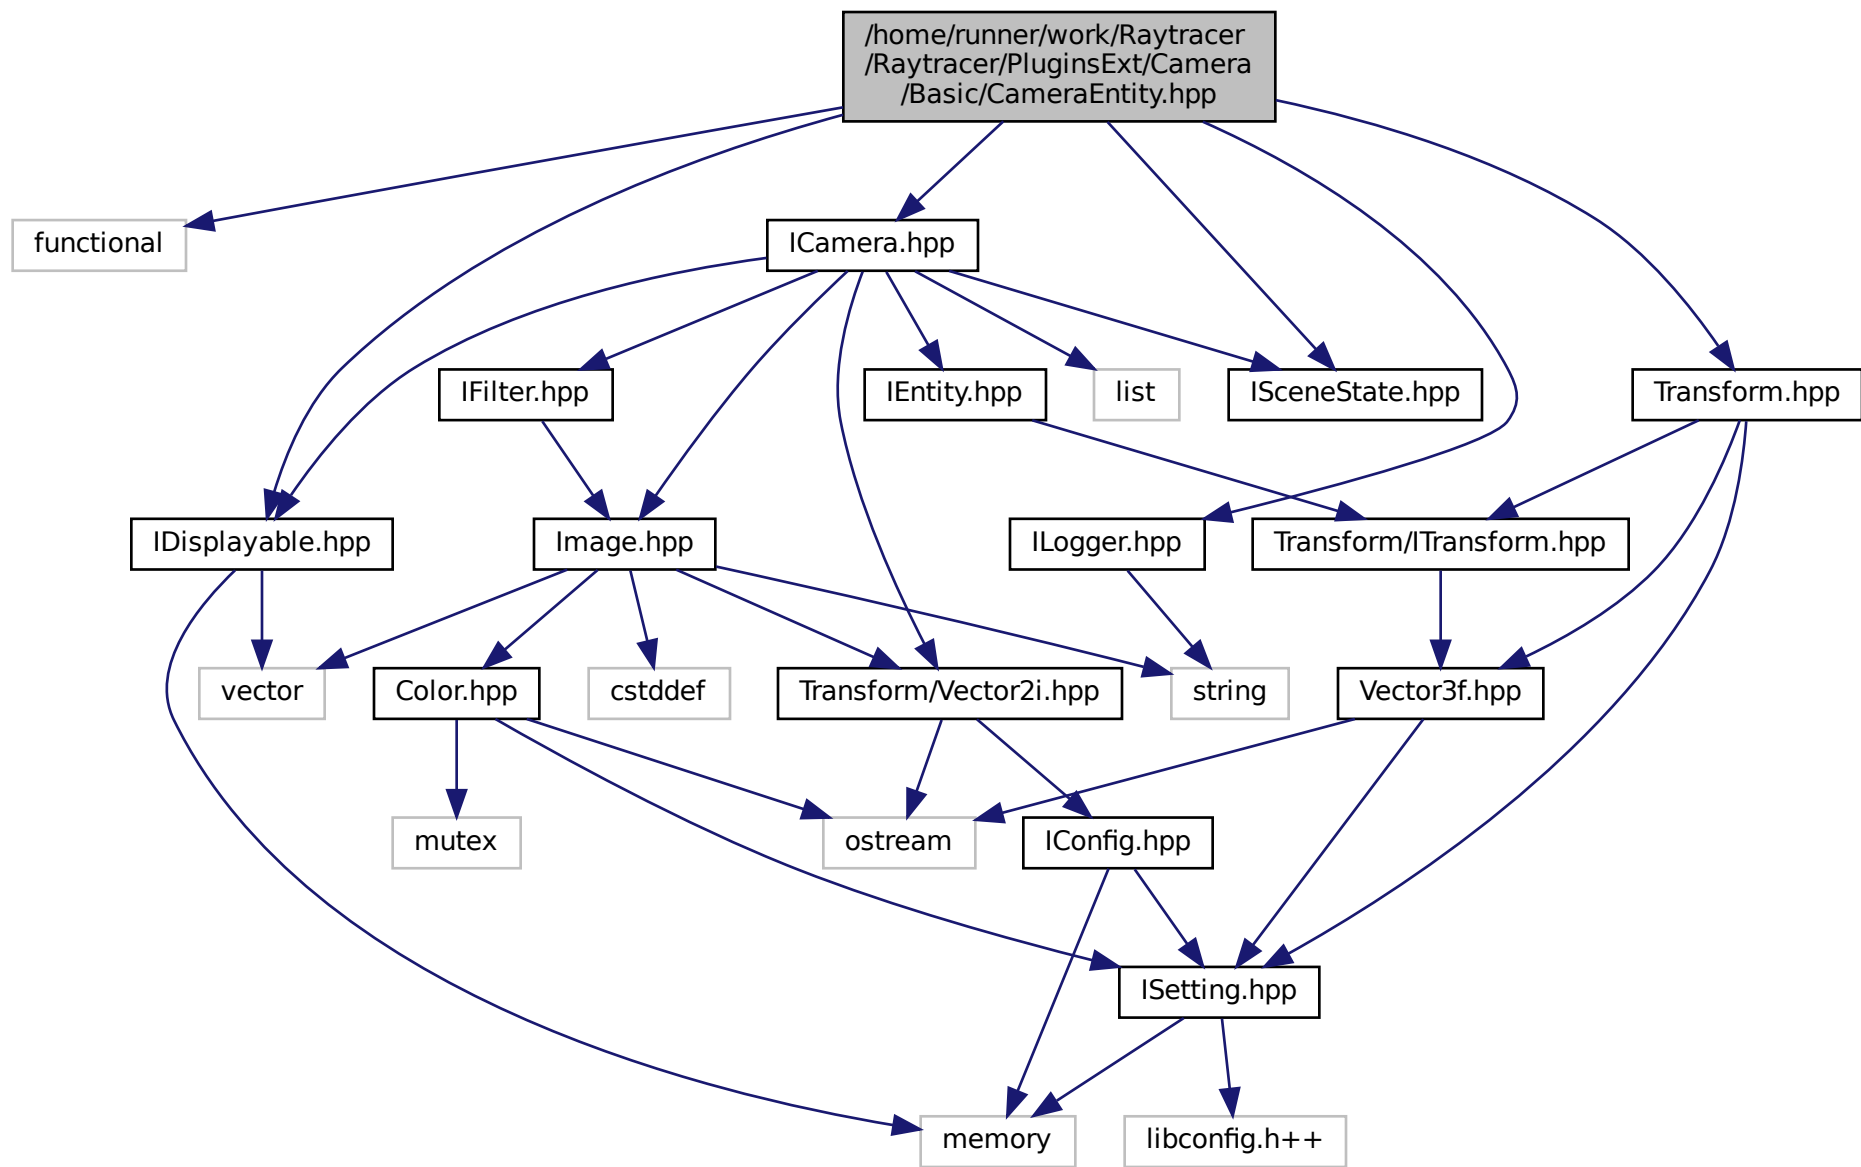 /home/runner/work/Raytracer
/Raytracer/PluginsExt/Camera
/Basic/CameraEntity.hpp
functional
ICamera.hpp
IFilter.hpp
IEntity.hpp
list
ISceneState.hpp
Transform.hpp
IDisplayable.hpp
Image.hpp
ILogger.hpp
Transform/ITransform.hpp
vector
Color.hpp
cstddef
Transform/Vector2i.hpp
string
Vector3f.hpp
mutex
ostream
IConfig.hpp
ISetting.hpp
memory
libconfig.h++